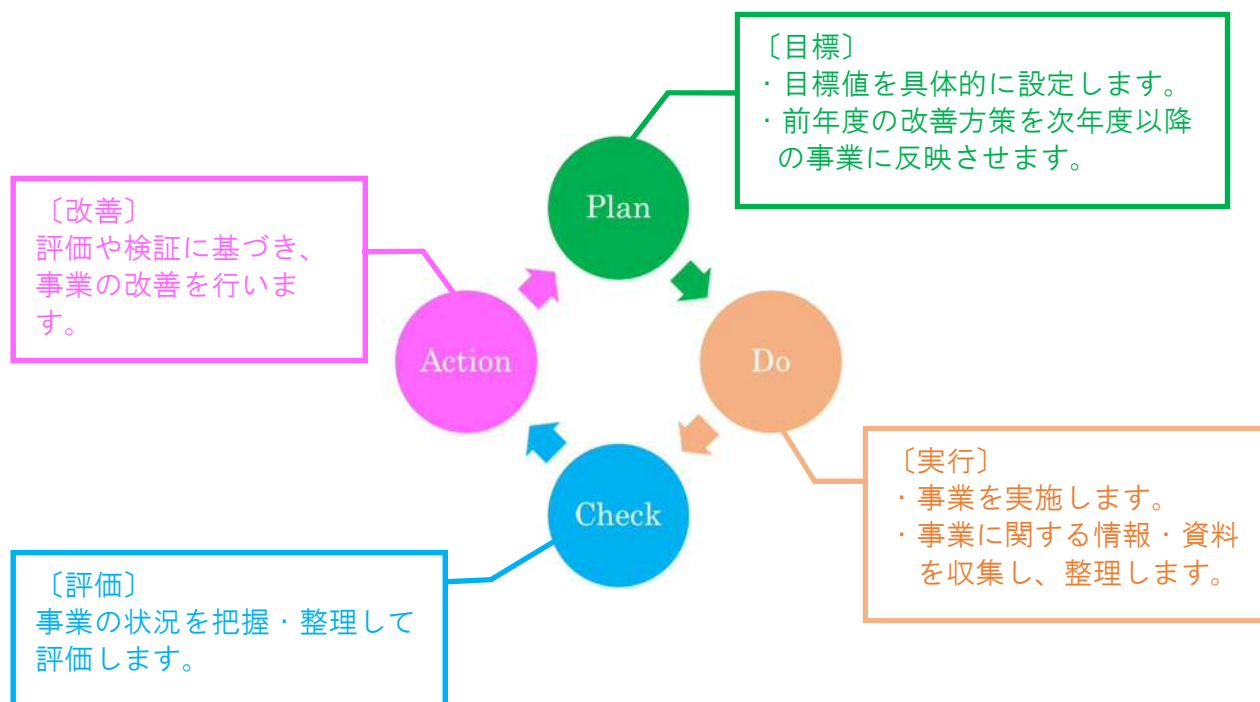 〔目標〕
・目標値を具体的に設定します。
・前年度の改善方策を次年度以降
の事業に反映させます。
Plan
〔改善〕
評価や検証に基づき、
事業の改善を行いま
す。
Action
Do
〔実行〕
・事業を実施します。
・事業に関する情報・資料
を収集し、整理します。
Check
〔評価〕
事業の状況を把握・整理して
評価します。